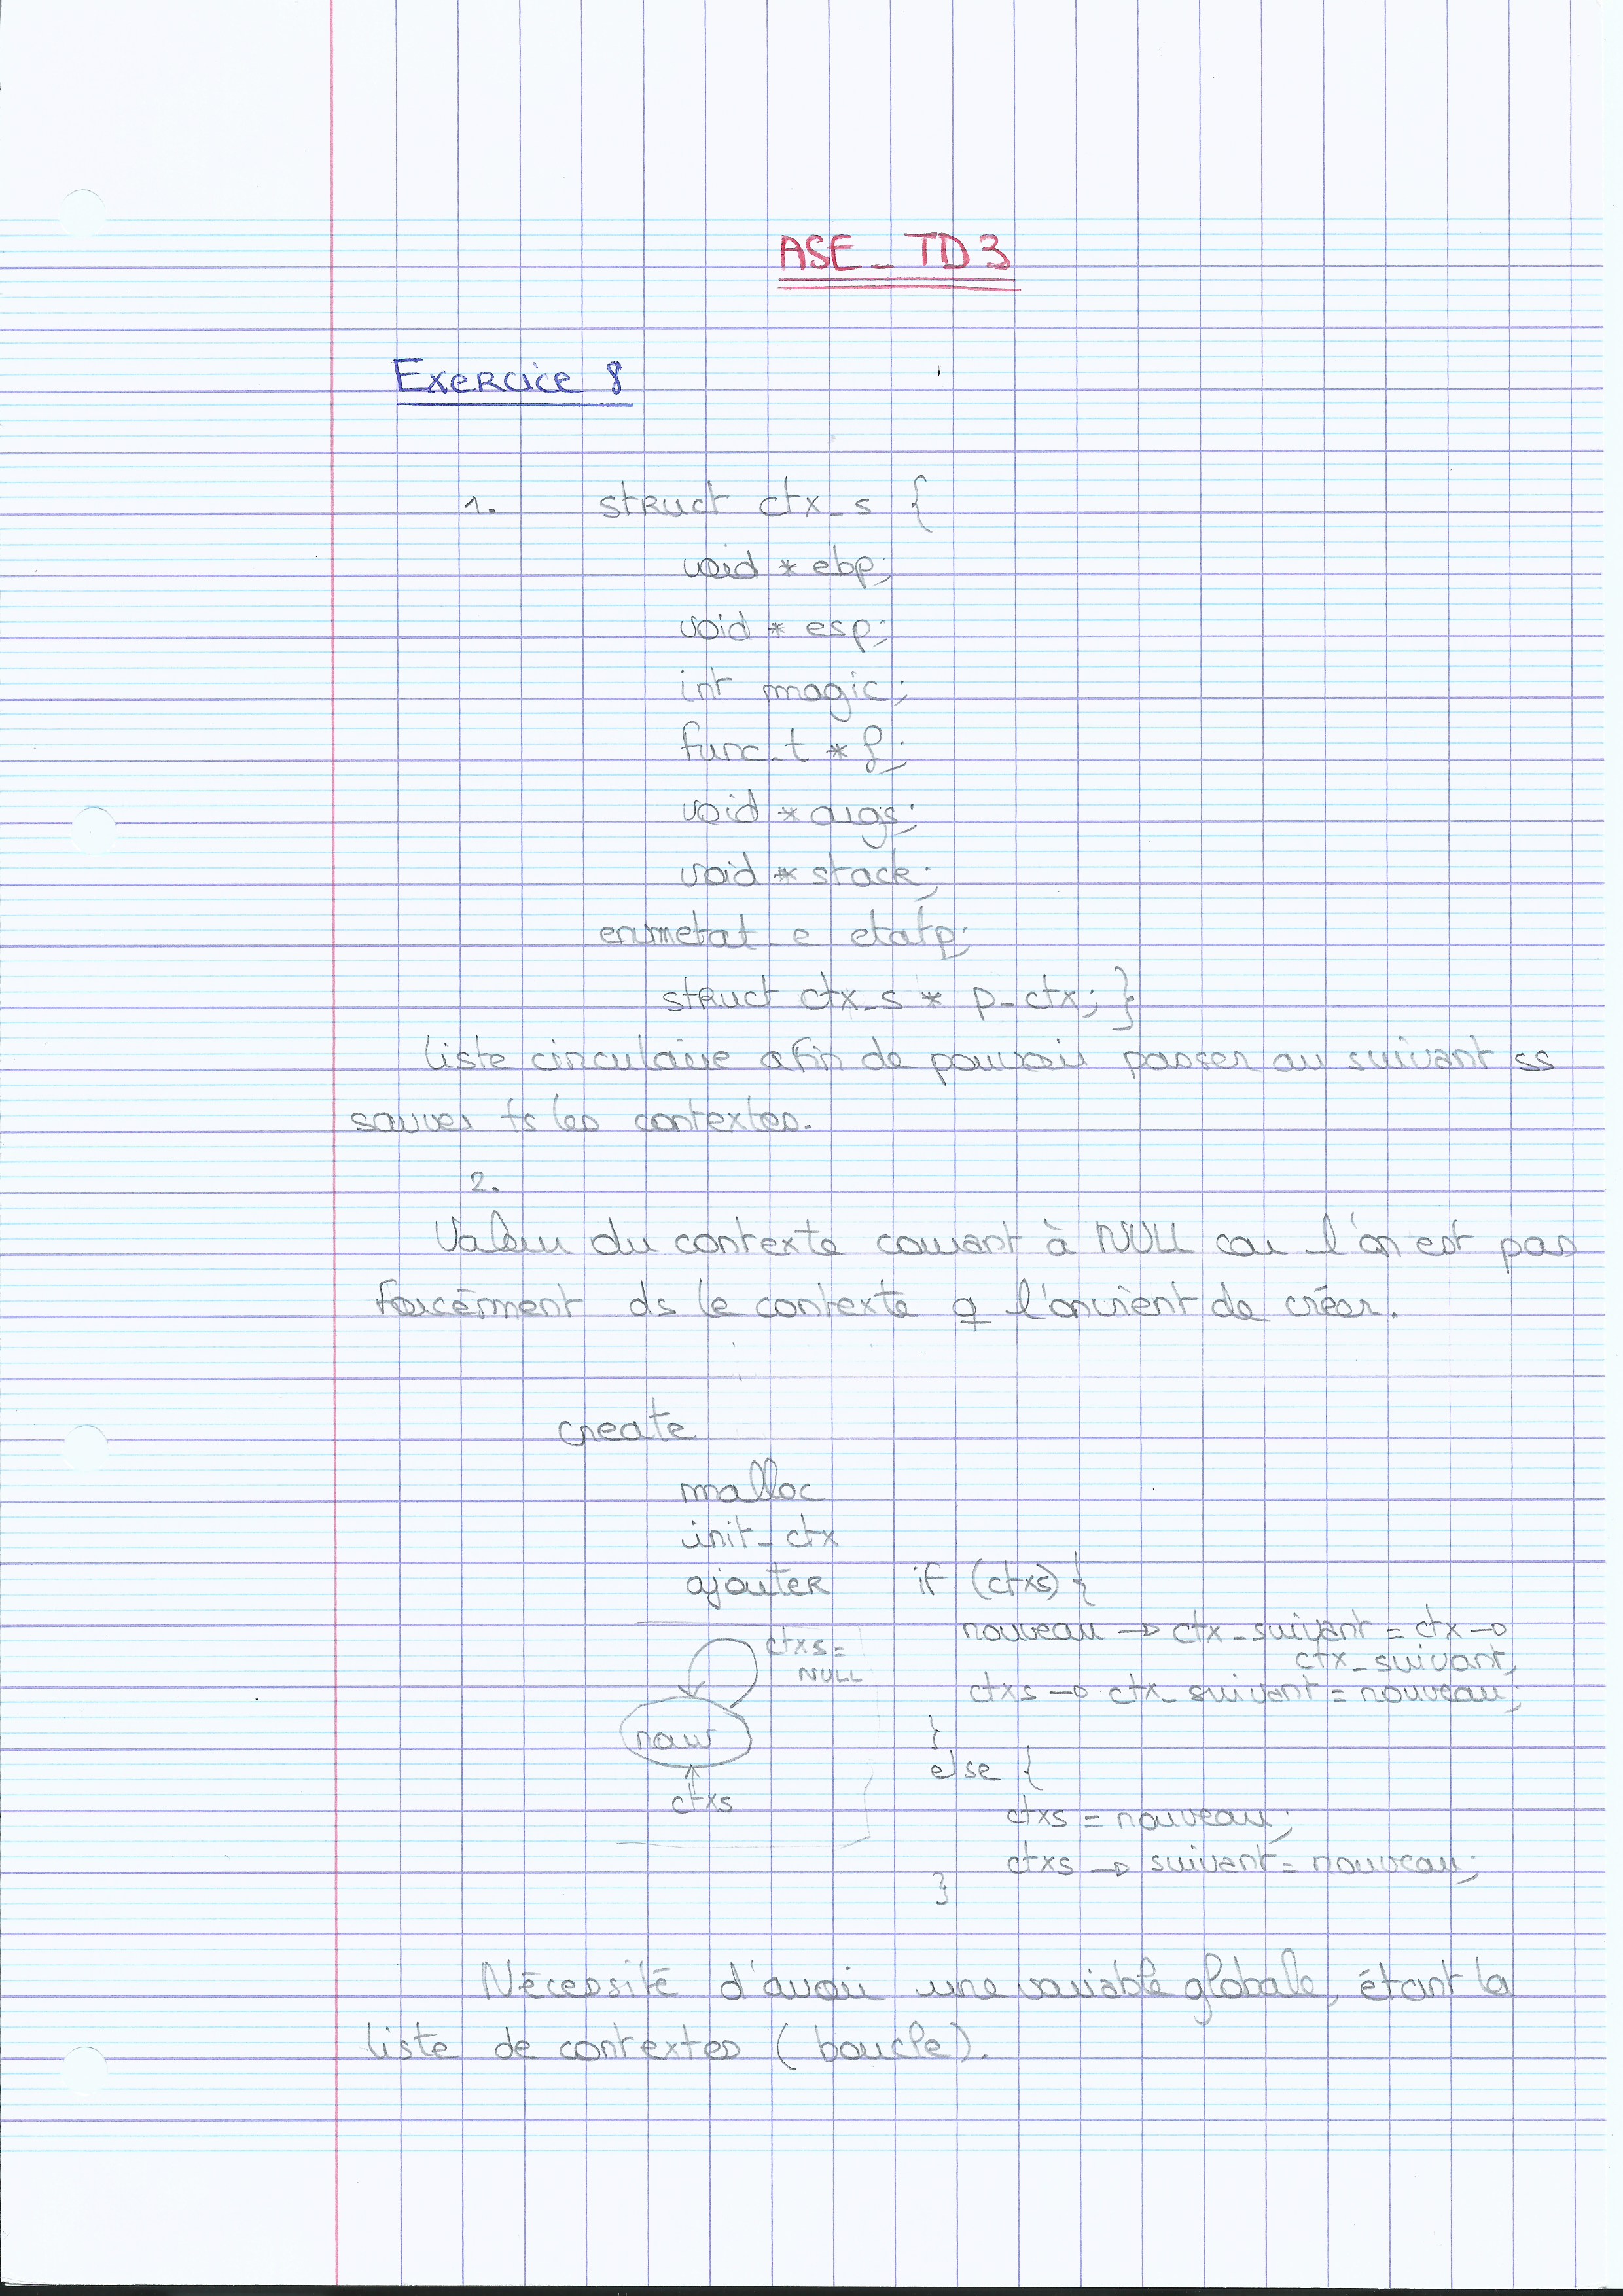 ASE_ TD3
Exercice 8
1. struct ctx_s {
void * ebp;
void * esp;
int magic;
func_t * f;
void * args;
void * stack;
enum etat_e etatp;
struct ctx_s * p_ctx; }
liste circulaire afin de pouvoir passer au suivant ss
sauver ts les contextes.
2.
Valeur du contexte courant à NULL car l'on est pas
forcément ds le contexte q l'on vient de créer.
create
malloc
init_ctx
ajouter if (ctxs) {
nouveau → ctx_suivant = ctx →
ctx_suivant;
ctxs → ctx_suivant = nouveau;
}
else {
ctxs = nouveau;
ctxs → suivant = nouveau;
}
ctxs =
NULL
nouv
ctxs
Nécessité d'avoir une variable globale, étant la
liste de contextes (boucle).